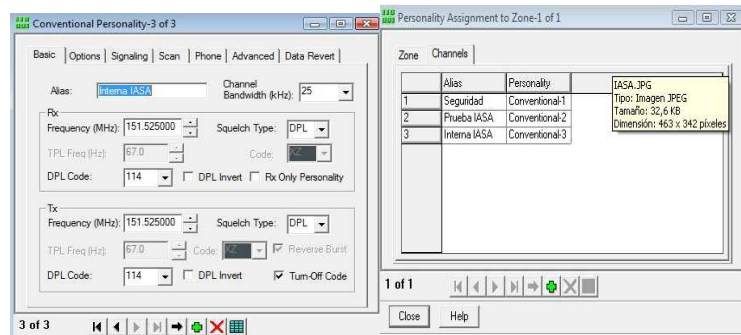 Conventional Personality-3 of 3
Basic Options Signaling Scan Phone Advanced Data Revert
Alias: Interna IASA Channel Bandwidth (kHz): 25
Rx
Frequency (MHz): 151.525000 Squelch Type: DPL
TPL Freq (Hz): 67.0 Code: XZ
DPL Code: 114 DPL Invert Rx Only Personality
Tx
Frequency (MHz): 151.525000 Squelch Type: DPL
TPL Freq (Hz): 67.0 Code: XZ Reverse Burst
DPL Code: 114 DPL Invert Turn-Off Code
3 of 3
Personality Assignment to Zone-1 of 1
Zone Channels
Alias Personality
1 Seguridad Conventional-1
2 Prueba IASA Conventional-2
3 Interna IASA Conventional-3
IASA.JPG
Tipo: Imagen JPEG
Tamaño: 32,6 KB
Dimensión: 463 x 342 píxeles
1 of 1
Close Help